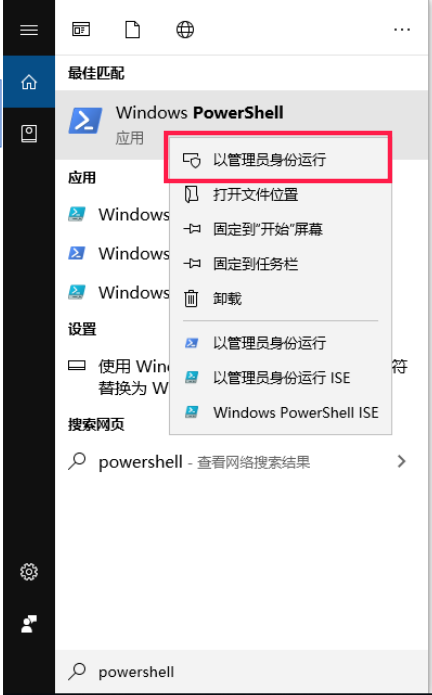 最佳匹配
Windows PowerShell
应用
以管理员身份运行
应用
打开文件位置
Windows
固定到"开始"屏幕
Windows
固定到任务栏
Windows
卸载
设置
以管理员身份运行
使用 Win
符
替换为 W
以管理员身份运行 ISE
搜索网页
Windows PowerShell ISE
powershell - 查看网络搜索结果
powershell